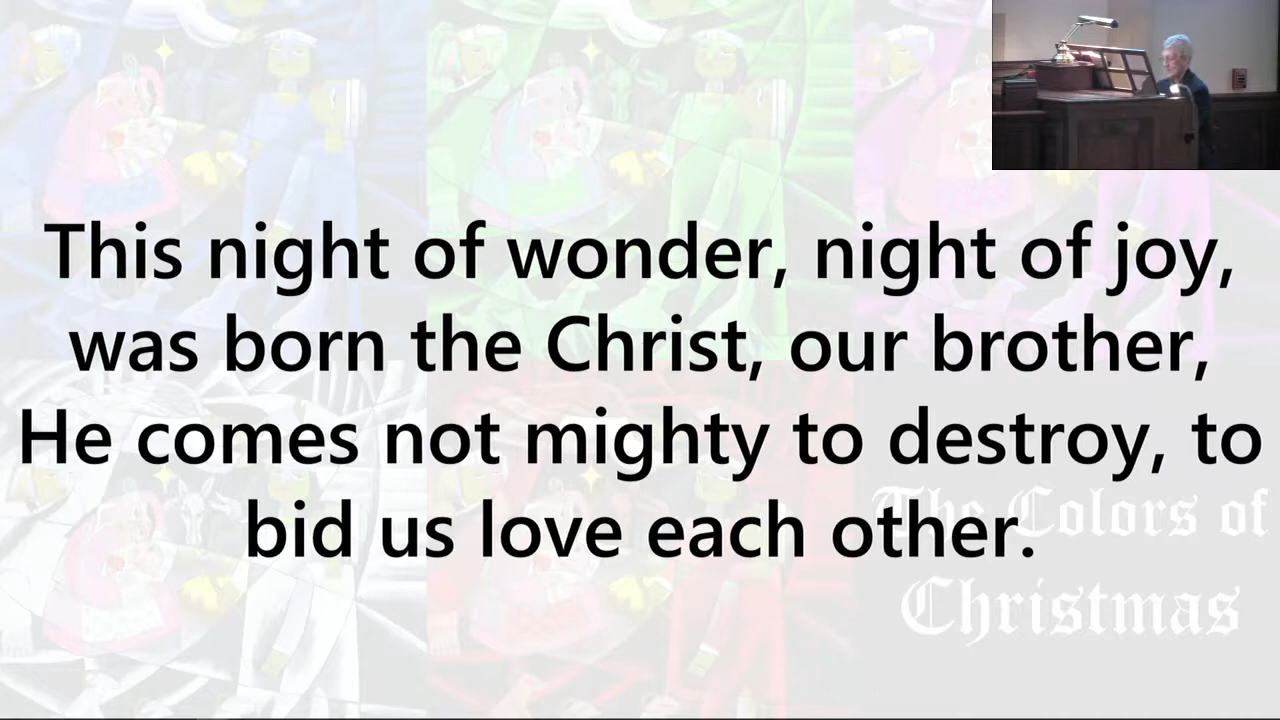 This night of wonder, night of joy,
was born the Christ, our brother,
He comes not mighty to destroy, to
bid us love each other.
The Colors of
Christmas